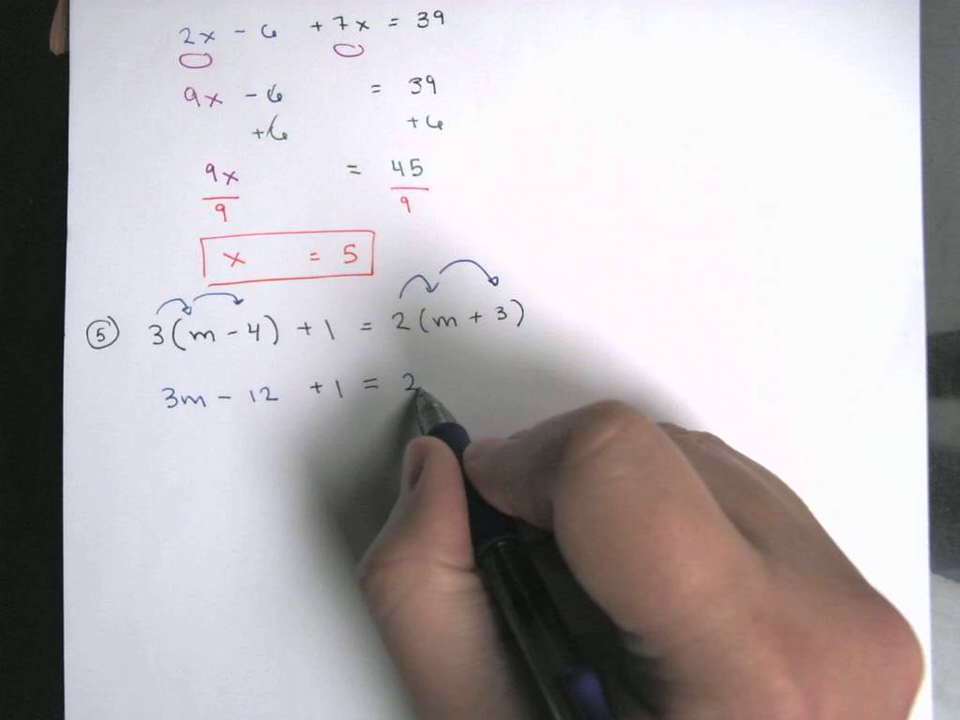 2x - 6 + 7x = 39
9x - 6 = 39
+6 +6
9x = 45
9 9
x = 5
⑤ 3(m - 4) + 1 = 2(m + 3)
3m - 12 + 1 = 2